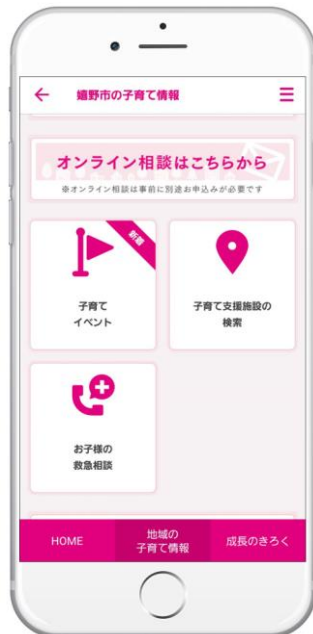 嬉野市の子育て情報
オンライン相談はこちらから
※オンライン相談は事前に別途お申込みが必要です
新着
子育て
イベント
子育て支援施設の
検索
お子様の
救急相談
HOME
地域の
子育て情報
成長のきろく